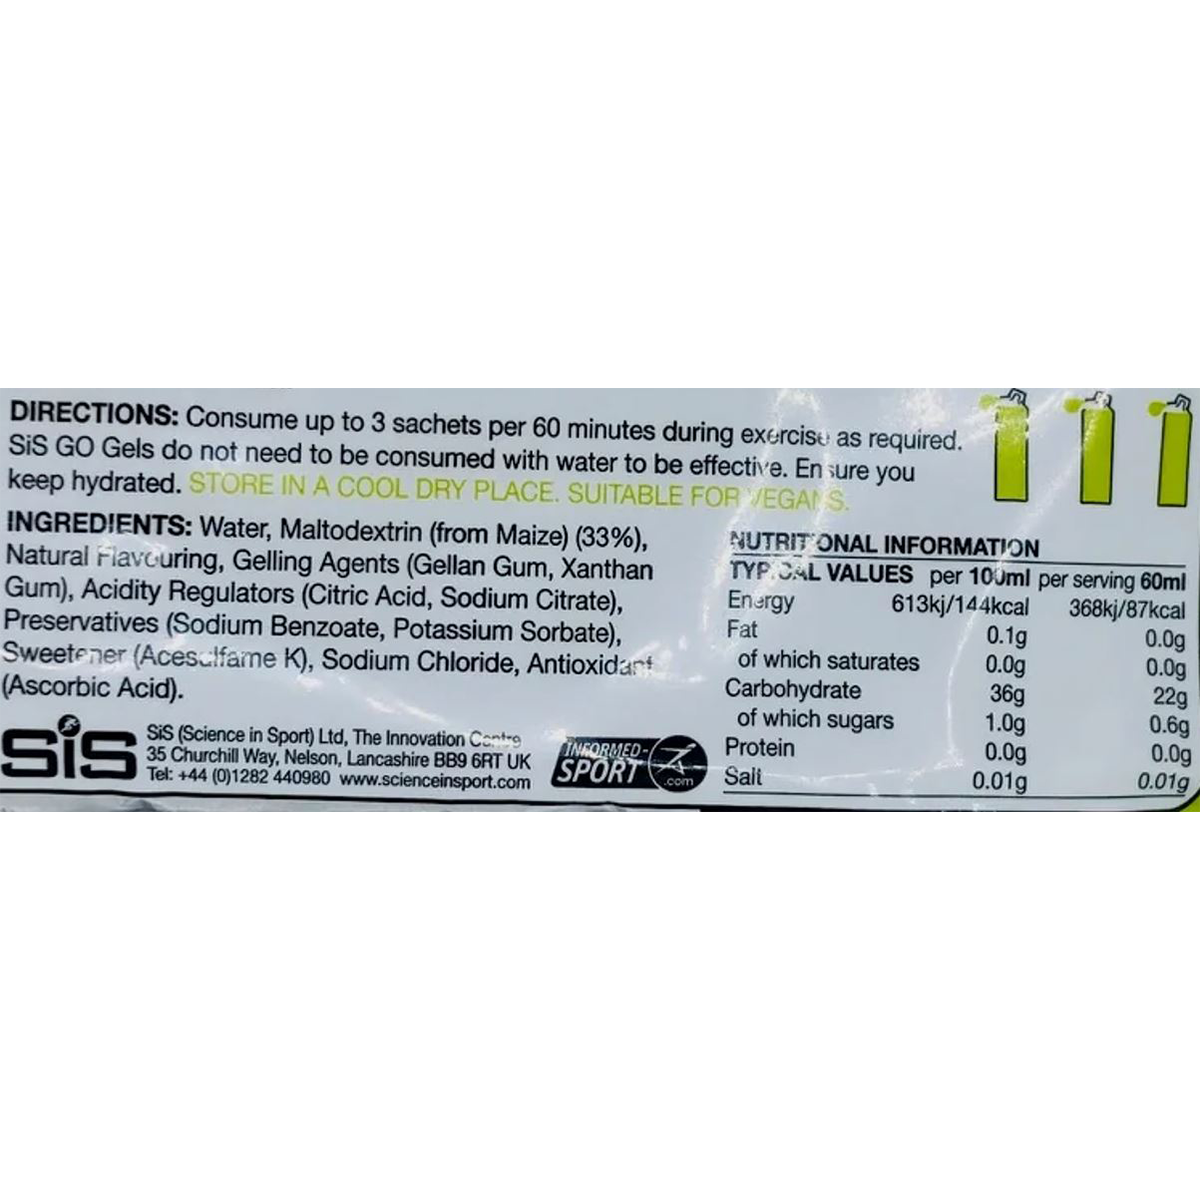 DIRECTIONS: Consume up to 3 sachets per 60 minutes during exercise as required.
SiS GO Gels do not need to be consumed with water to be effective. Ensure you
keep hydrated. STORE IN A COOL DRY PLACE. SUITABLE FOR VEGANS.
INGREDIENTS: Water, Maltodextrin (from Maize) (33%),
Natural Flavouring, Gelling Agents (Gellan Gum, Xanthan
Gum), Acidity Regulators (Citric Acid, Sodium Citrate),
Preservatives (Sodium Benzoate, Potassium Sorbate),
Sweetener (Acesulfame K), Sodium Chloride, Antioxidant
(Ascorbic Acid).
SiS
SiS (Science in Sport) Ltd, The Innovation Centre
35 Churchill Way, Nelson, Lancashire BB9 6RT UK
Tel: +44 (0)1282 440980 www.scienceinsport.com
INFORMED-
SPORT
.com
NUTRITIONAL INFORMATION
TYPICAL VALUES per 100ml per serving 60ml
Energy 613kj/144kcal 368kj/87kcal
Fat 0.1g 0.0g
of which saturates 0.0g 0.0g
Carbohydrate 36g 22g
of which sugars 1.0g 0.6g
Protein 0.0g 0.0g
Salt 0.01g 0.01g